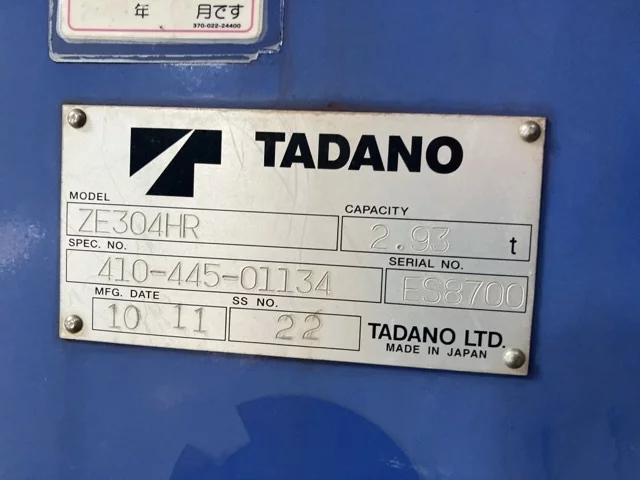 年 月です
370-022-24400
TADANO
MODEL
ZE304HR
CAPACITY
2.93 t
SPEC. NO.
410-445-01134
SERIAL NO.
ES8700
MFG. DATE
10 11
SS NO.
22
TADANO LTD.
MADE IN JAPAN